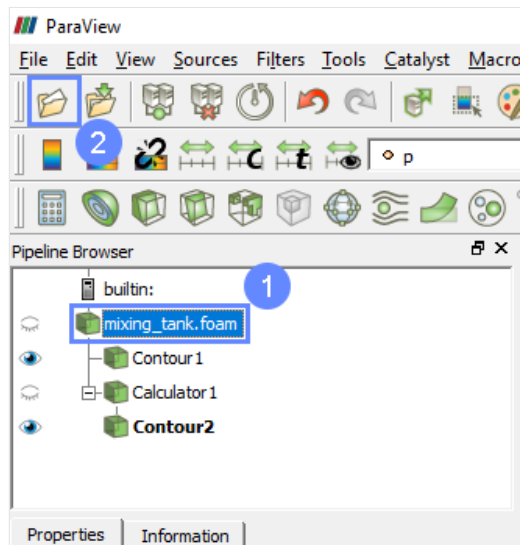 ParaView
File Edit View Sources Filters Tools Catalyst Macro
2
C t p
Pipeline Browser
builtin:
1
mixing_tank.foam
Contour1
Calculator1
Contour2
Properties Information